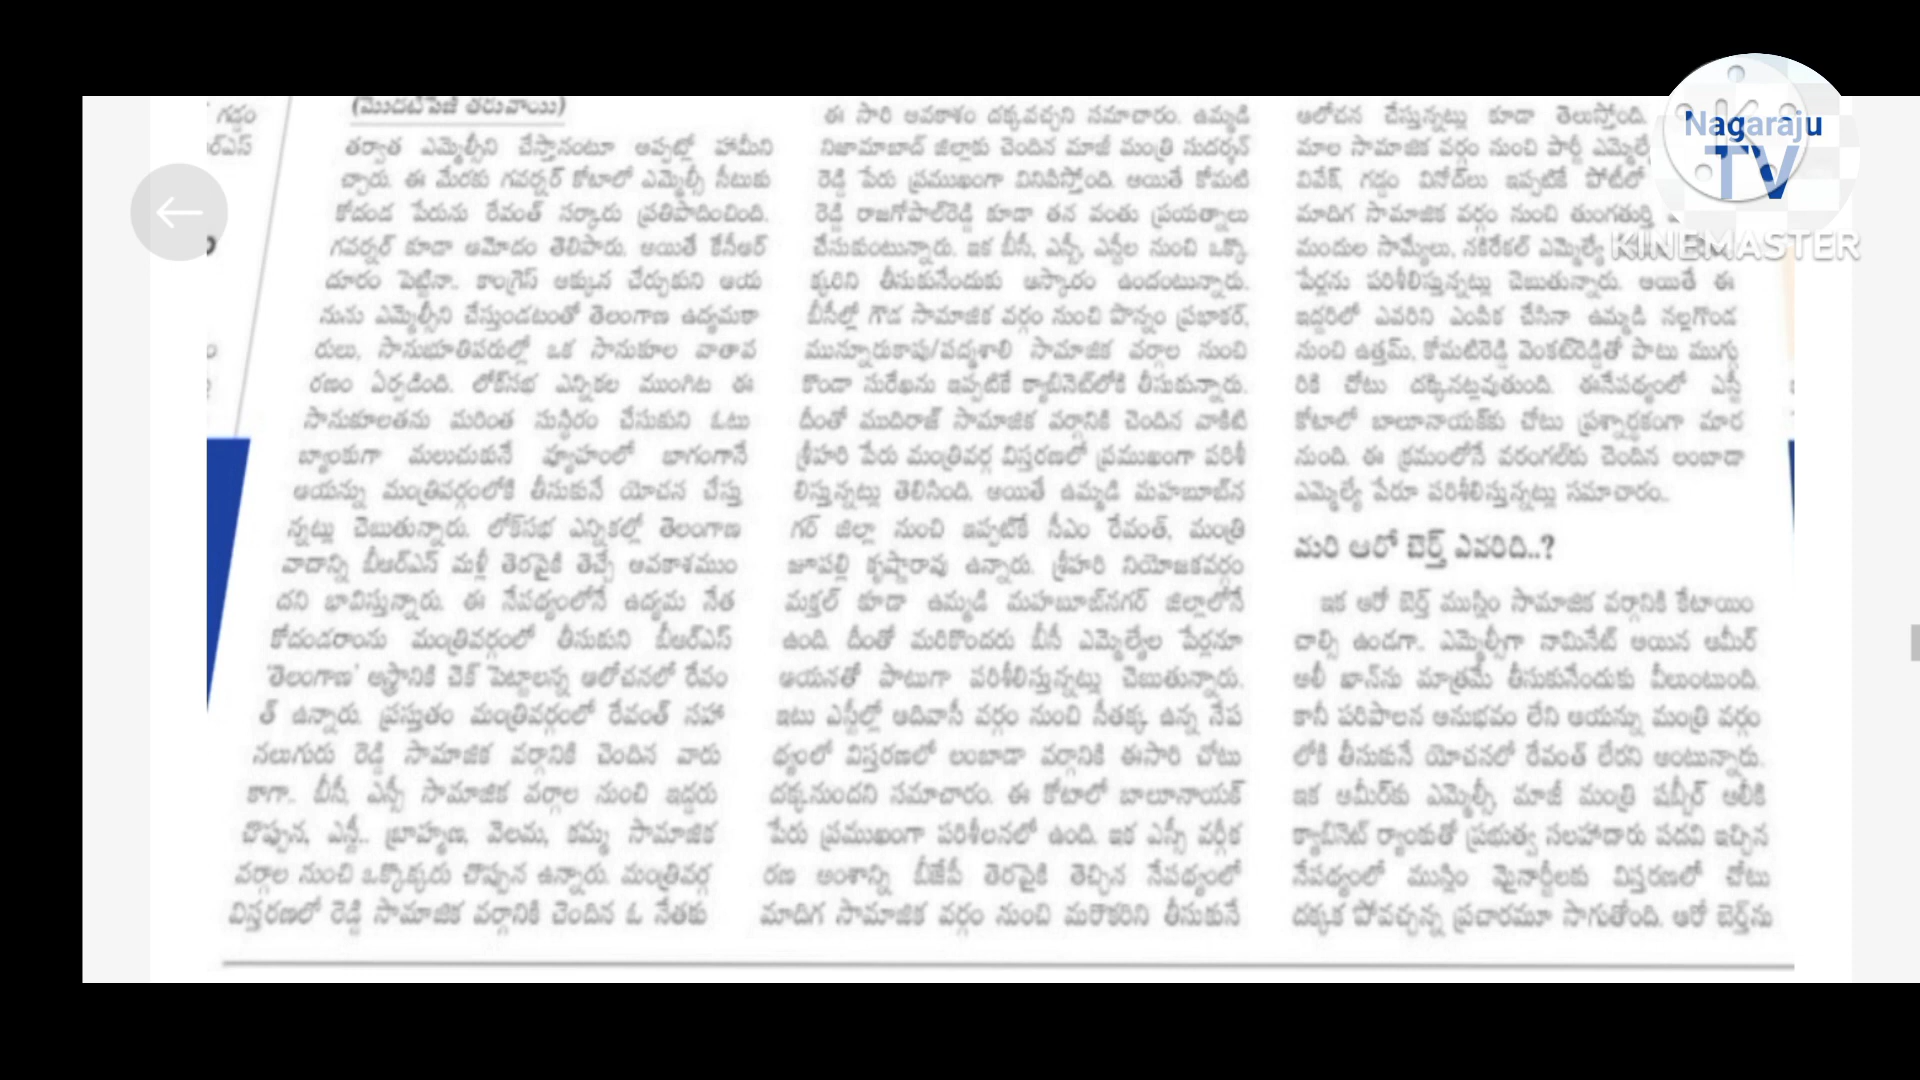 గడ్డం
ర్ఎస్
(మొదటిపేజీ తరువాయి)
తర్వాత ఎమ్మెల్సీని చేస్తానంటూ అప్పట్లో హామీని
చ్చారు. ఈ మేరకు గవర్నర్ కోటాలో ఎమ్మెల్సీ సీటుకు
కోదండ పేరును రేవంత్ సర్కారు ప్రతిపాదించింది.
గవర్నర్ కూడా ఆమోదం తెలిపారు. అయితే కేసీఆర్
దూరం పెట్టినా.. కాంగ్రెస్ అక్కున చేర్చుకుని ఆయ
నును ఎమ్మెల్సీని చేస్తుండటంతో తెలంగాణ ఉద్యమకా
రులు, సానుభూతిపరుల్లో ఒక సానుకూల వాతావ
రణం ఏర్పడింది. లోక్‌సభ ఎన్నికల ముంగిట ఈ
సానుకూలతను మరింత సుస్థిరం చేసుకుని ఓటు
బ్యాంకుగా మలుచుకునే వ్యూహంలో భాగంగానే
ఆయన్ను మంత్రివర్గంలోకి తీసుకునే యోచన చేస్తు
న్నట్లు చెబుతున్నారు. లోక్‌సభ ఎన్నికల్లో తెలంగాణ
వాదాన్ని బీఆర్ఎస్ మళ్లీ తెరపైకి తెచ్చే అవకాశముం
దని భావిస్తున్నారు. ఈ నేపథ్యంలోనే ఉద్యమ నేత
కోదండరాంను మంత్రివర్గంలో తీసుకుని బీఆర్ఎస్
'తెలంగాణ' అస్త్రానికి చెక్ పెట్టాలన్న ఆలోచనలో రేవం
త్ ఉన్నారు. ప్రస్తుతం మంత్రివర్గంలో రేవంత్ సహా
నలుగురు రెడ్డి సామాజిక వర్గానికి చెందిన వారు
కాగా.. బీసీ, ఎస్సీ సామాజిక వర్గాల నుంచి ఇద్దరు
చొప్పున, ఎస్టీ.. బ్రాహ్మణ, వెలమ, కమ్మ సామాజిక
వర్గాల నుంచి ఒక్కొక్కరు చొప్పున ఉన్నారు. మంత్రివర్గ
విస్తరణలో రెడ్డి సామాజిక వర్గానికి చెందిన ఓ నేతకు
ఈ సారి అవకాశం దక్కవచ్చని సమాచారం. ఉమ్మడి
నిజామాబాద్ జిల్లాకు చెందిన మాజీ మంత్రి సుదర్శన్
రెడ్డి పేరు ప్రముఖంగా వినిపిస్తోంది. అయితే కోమటి
రెడ్డి రాజగోపాల్‌రెడ్డి కూడా తన వంతు ప్రయత్నాలు
చేసుకుంటున్నారు. ఇక బీసీ, ఎస్సీ, ఎస్టీల నుంచి ఒక్కొ
క్కరిని తీసుకునేందుకు ఆస్కారం ఉందంటున్నారు.
బీసీల్లో గౌడ సామాజిక వర్గం నుంచి పొన్నం ప్రభాకర్,
మున్నూరుకాపు/పద్మశాలి సామాజిక వర్గాల నుంచి
కొండా సురేఖను ఇప్పటికే క్యాబినెట్‌లోకి తీసుకున్నారు.
దీంతో ముదిరాజ్ సామాజిక వర్గానికి చెందిన వాకిటి
శ్రీహరి పేరు మంత్రివర్గ విస్తరణలో ప్రముఖంగా పరిశీ
లిస్తున్నట్లు తెలిసింది. అయితే ఉమ్మడి మహబూబ్‌న
గర్ జిల్లా నుంచి ఇప్పటికే సీఎం రేవంత్, మంత్రి
జూపల్లి కృష్ణారావు ఉన్నారు. శ్రీహరి నియోజకవర్గం
మక్తల్ కూడా ఉమ్మడి మహబూబ్‌నగర్ జిల్లాలోనే
ఉంది. దీంతో మరికొందరు బీసీ ఎమ్మెల్యేల పేర్లనూ
ఆయనతో పాటుగా పరిశీలిస్తున్నట్లు చెబుతున్నారు.
ఇటు ఎస్టీల్లో ఆదివాసీ వర్గం నుంచి సీతక్క ఉన్న నేప
థ్యంలో విస్తరణలో లంబాడా వర్గానికి ఈసారి చోటు
దక్కనుందని సమాచారం. ఈ కోటాలో బాలూనాయక్
పేరు ప్రముఖంగా పరిశీలనలో ఉంది. ఇక ఎస్సీ వర్గీక
రణ అంశాన్ని బీజేపీ తెరపైకి తెచ్చిన నేపథ్యంలో
మాదిగ సామాజిక వర్గం నుంచి మరొకరిని తీసుకునే
ఆలోచన చేస్తున్నట్లు కూడా తెలుస్తోంది.
మాల సామాజిక వర్గం నుంచి పార్టీ ఎమ్మెల్యే
వివేక్, గడ్డం వినోద్‌లు ఇప్పటికే పోటీలో
మాదిగ సామాజిక వర్గం నుంచి తుంగతుర్తి
మందుల సామ్యేలు, నకిరేకల్ ఎమ్మెల్యే
పేర్లను పరిశీలిస్తున్నట్లు చెబుతున్నారు. అయితే ఈ
ఇద్దరిలో ఎవరిని ఎంపిక చేసినా ఉమ్మడి నల్లగొండ
నుంచి ఉత్తమ్, కోమటిరెడ్డి వెంకట్‌రెడ్డితో పాటు ముగ్గు
రికి చోటు దక్కినట్లవుతుంది. ఈనేపథ్యంలో ఎస్టీ
కోటాలో బాలూనాయక్‌కు చోటు ప్రశ్నార్థకంగా మార
నుంది. ఈ క్రమంలోనే వరంగల్‌కు చెందిన లంబాడా
ఎమ్మెల్యే పేరూ పరిశీలిస్తున్నట్లు సమాచారం..
మరి ఆరో బెర్త్ ఎవరిది..?
ఇక ఆరో బెర్త్ ముస్లిం సామాజిక వర్గానికి కేటాయిం
చాల్సి ఉండగా.. ఎమ్మెల్సీగా నామినేట్ అయిన ఆమీర్
అలీ ఖాన్‌ను మాత్రమే తీసుకునేందుకు వీలుంటుంది.
కానీ పరిపాలన అనుభవం లేని ఆయన్ను మంత్రి వర్గం
లోకి తీసుకునే యోచనలో రేవంత్ లేరని అంటున్నారు.
ఇక ఆమీర్‌కు ఎమ్మెల్సీ, మాజీ మంత్రి షబ్బీర్ అలీకి
క్యాబినెట్ ర్యాంకుతో ప్రభుత్వ సలహాదారు పదవి ఇచ్చిన
నేపథ్యంలో ముస్లిం మైనార్టీలకు విస్తరణలో చోటు
దక్కక పోవచ్చన్న ప్రచారమూ సాగుతోంది. ఆరో బెర్త్‌ను
Nagaraju
TV
KINEMASTER